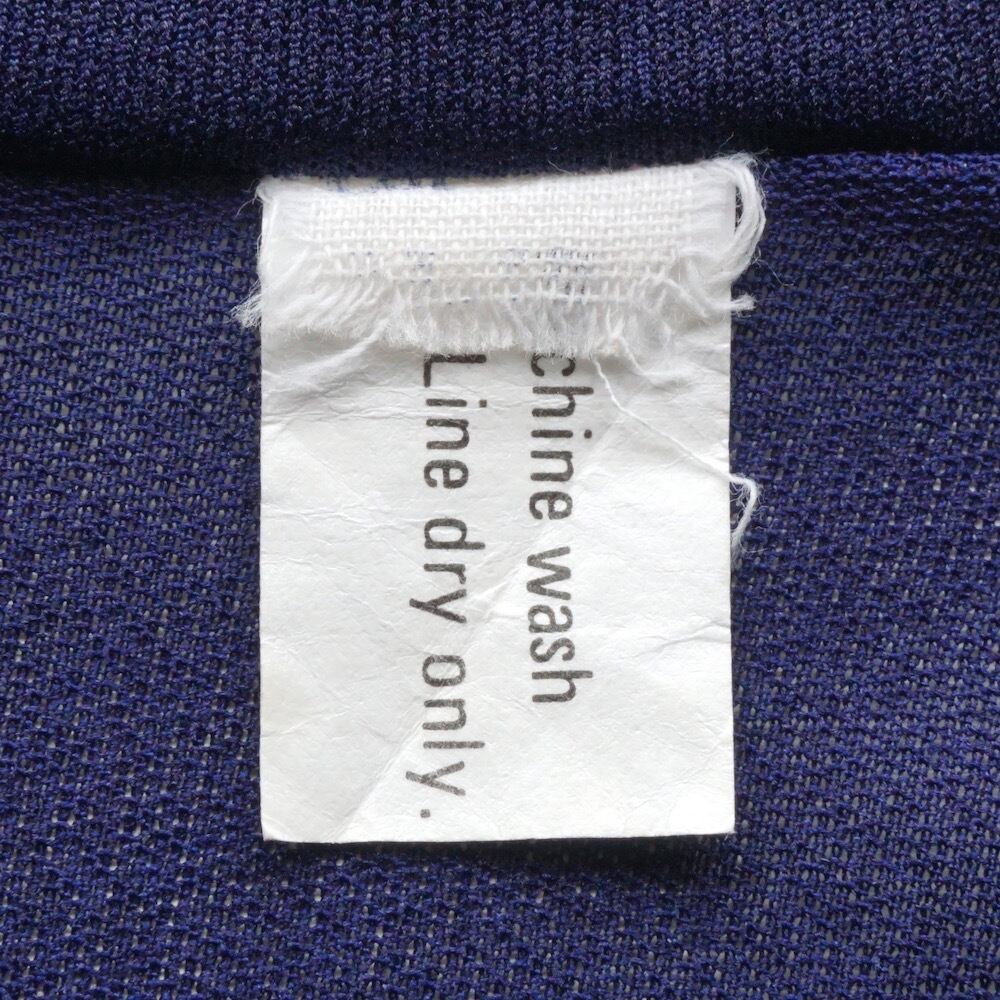 chine wash
Line dry only.